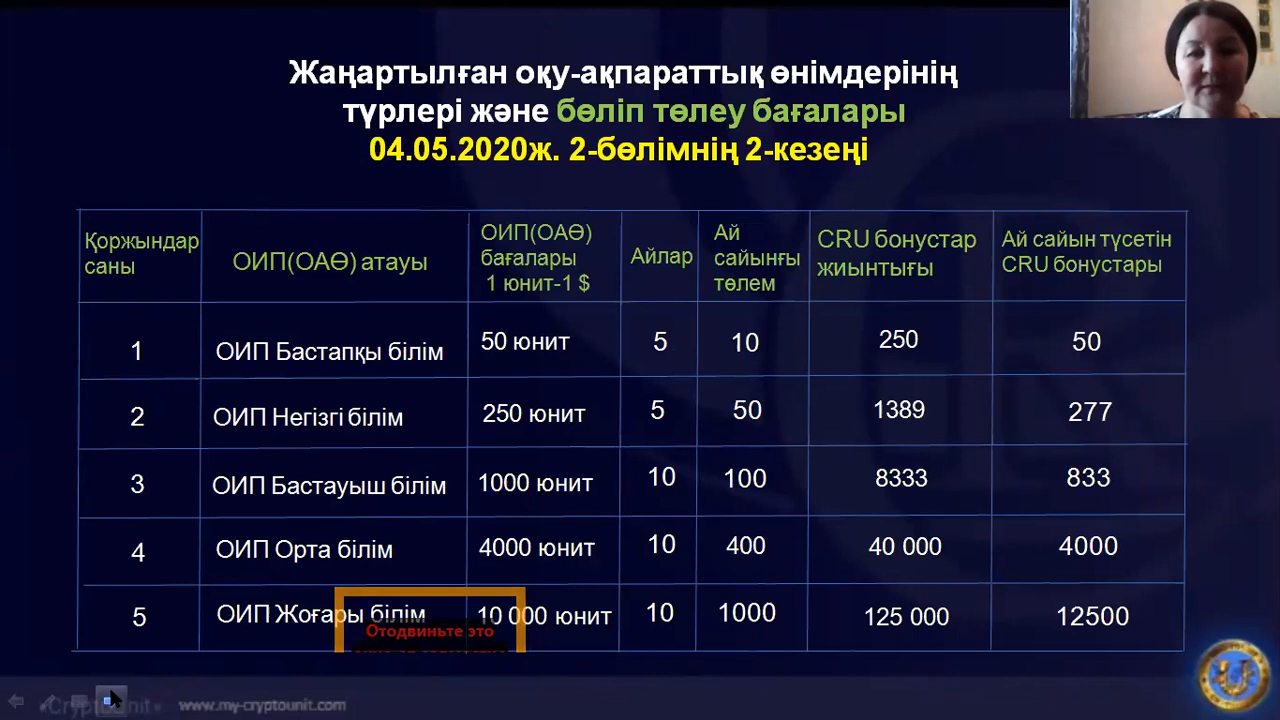 Жаңартылған оқу-ақпараттық өнімдерінің
түрлері және бөліп төлеу бағалары
04.05.2020ж. 2-бөлімнің 2-кезеңі
Қоржындар
саны
ОИП(ОАӨ) атауы
ОИП(ОАӨ)
бағалары
1 юнит-1 $
Айлар
Ай
сайынғы
төлем
CRU бонустар
жиынтығы
Ай сайын түсетін
CRU бонустары
1 ОИП Бастапқы білім 50 юнит 5 10 250 50
2 ОИП Негізгі білім 250 юнит 5 50 1389 277
3 ОИП Бастауыш білім 1000 юнит 10 100 8333 833
4 ОИП Орта білім 4000 юнит 10 400 40 000 4000
5 ОИП Жоғары білім 10 000 юнит 10 1000 125 000 12500
Отодвиньте это
www.my-cryptounit.com